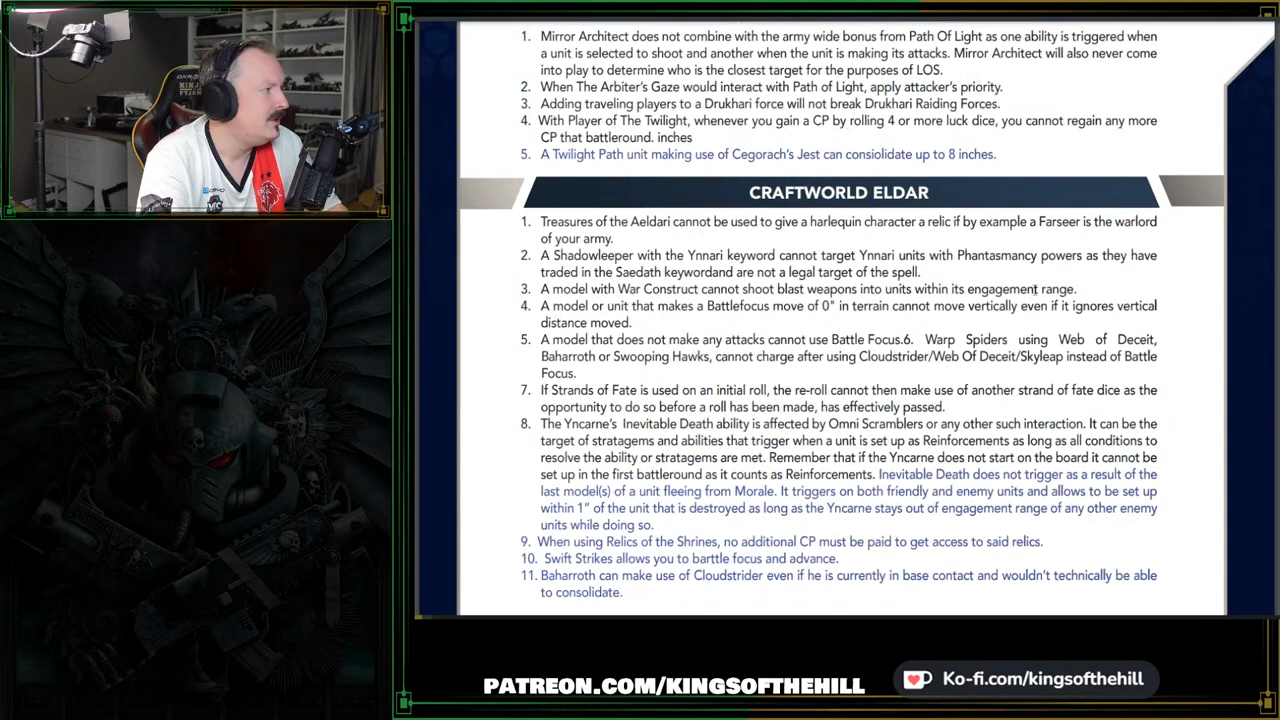 1. Mirror Architect does not combine with the army wide bonus from Path Of Light as one ability is triggered when
a unit is selected to shoot and another when the unit is making its attacks. Mirror Architect will also never come
into play to determine who is the closest target for the purposes of LOS.
2. When The Arbiter's Gaze would interact with Path of Light, apply attacker's priority.
3. Adding traveling players to a Drukhari force will not break Drukhari Raiding Forces.
4. With Player of The Twilight, whenever you gain a CP by rolling 4 or more luck dice, you cannot regain any more
CP that battleround. inches
5. A Twilight Path unit making use of Cegorach's Jest can consiolidate up to 8 inches.
CRAFTWORLD ELDAR
1. Treasures of the Aeldari cannot be used to give a harlequin character a relic if by example a Farseer is the warlord
of your army.
2. A Shadowleeper with the Ynnari keyword cannot target Ynnari units with Phantasmancy powers as they have
traded in the Saedath keywordand are not a legal target of the spell.
3. A model with War Construct cannot shoot blast weapons into units within its engagement range.
4. A model or unit that makes a Battlefocus move of 0" in terrain cannot move vertically even if it ignores vertical
distance moved.
5. A model that does not make any attacks cannot use Battle Focus.6. Warp Spiders using Web of Deceit,
Baharroth or Swooping Hawks, cannot charge after using Cloudstrider/Web Of Deceit/Skyleap instead of Battle
Focus.
7. If Strands of Fate is used on an initial roll, the re-roll cannot then make use of another strand of fate dice as the
opportunity to do so before a roll has been made, has effectively passed.
8. The Yncarne's Inevitable Death ability is affected by Omni Scramblers or any other such interaction. It can be the
target of stratagems and abilities that trigger when a unit is set up as Reinforcements as long as all conditions to
resolve the ability or stratagems are met. Remember that if the Yncarne does not start on the board it cannot be
set up in the first battleround as it counts as Reinforcements. Inevitable Death does not trigger as a result of the
last model(s) of a unit fleeing from Morale. It triggers on both friendly and enemy units and allows to be set up
within 1" of the unit that is destroyed as long as the Yncarne stays out of engagement range of any other enemy
units while doing so.
9. When using Relics of the Shrines, no additional CP must be paid to get access to said relics.
10. Swift Strikes allows you to barttle focus and advance.
11. Baharroth can make use of Cloudstrider even if he is currently in base contact and wouldn't technically be able
to consolidate.
PATREON.COM/KINGSOFTHEHILL
Ko-fi.com/kingsofthehill